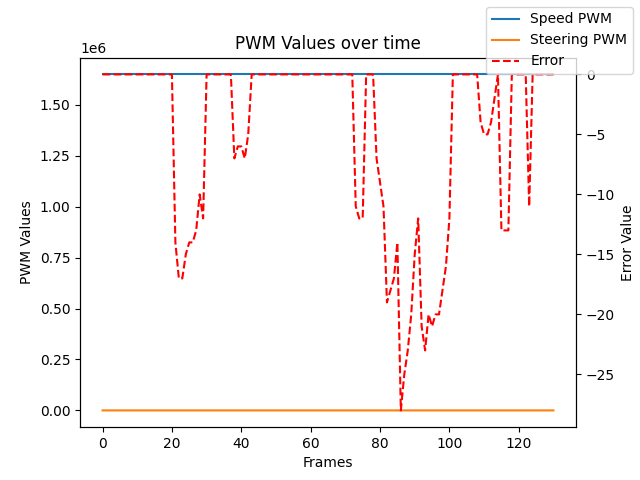 PWM Values over time
Speed PWM
Steering PWM
Error
1e6
1.50
1.25
1.00
0.75
0.50
0.25
0.00
PWM Values
0
−5
−10
−15
−20
−25
Error Value
0 20 40 60 80 100 120
Frames